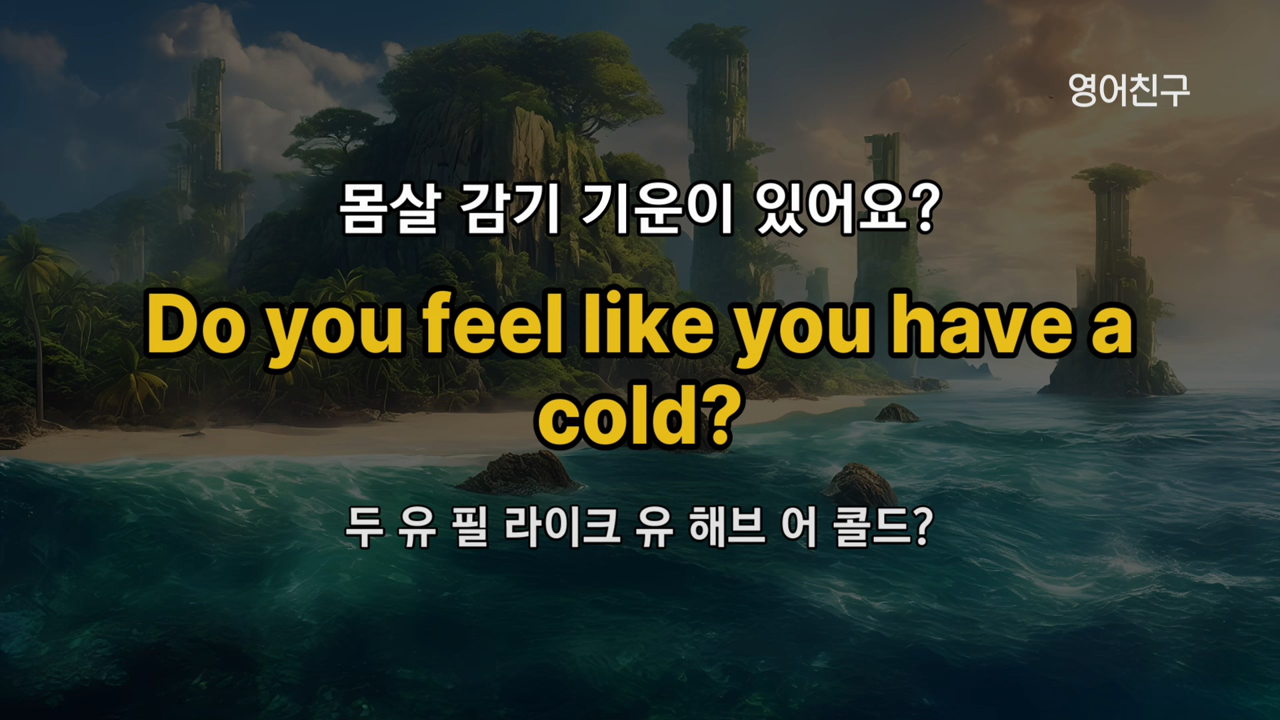 영어친구
몸살 감기 기운이 있어요?
Do you feel like you have a
cold?
두 유 필 라이크 유 해브 어 콜드?